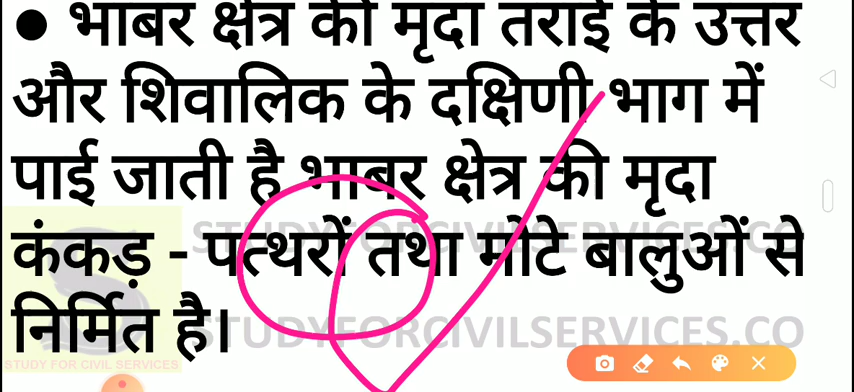 ● भाबर क्षेत्र की मृदा तराई के उत्तर
और शिवालिक के दक्षिणी भाग में
पाई जाती है भाबर क्षेत्र की मृदा
STUDYFORCIVILSERVICES.CO
कंकड़ - पत्थरों तथा मोटे बालुओं से
निर्मित है।
STUDYFORCIVILSERVICES.CO
STUDY FOR CIVIL SERVICES